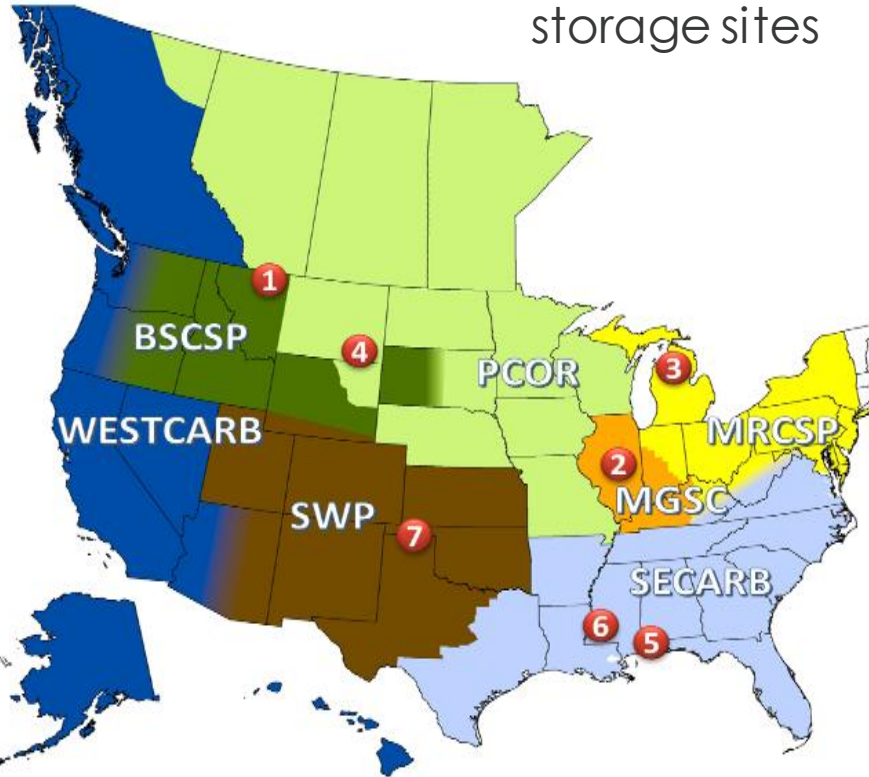 storage sites
1
BSCSP
4
PCOR
3
WESTCARB
MRCSP
2
MGSC
SWP
7
SECARB
6
5